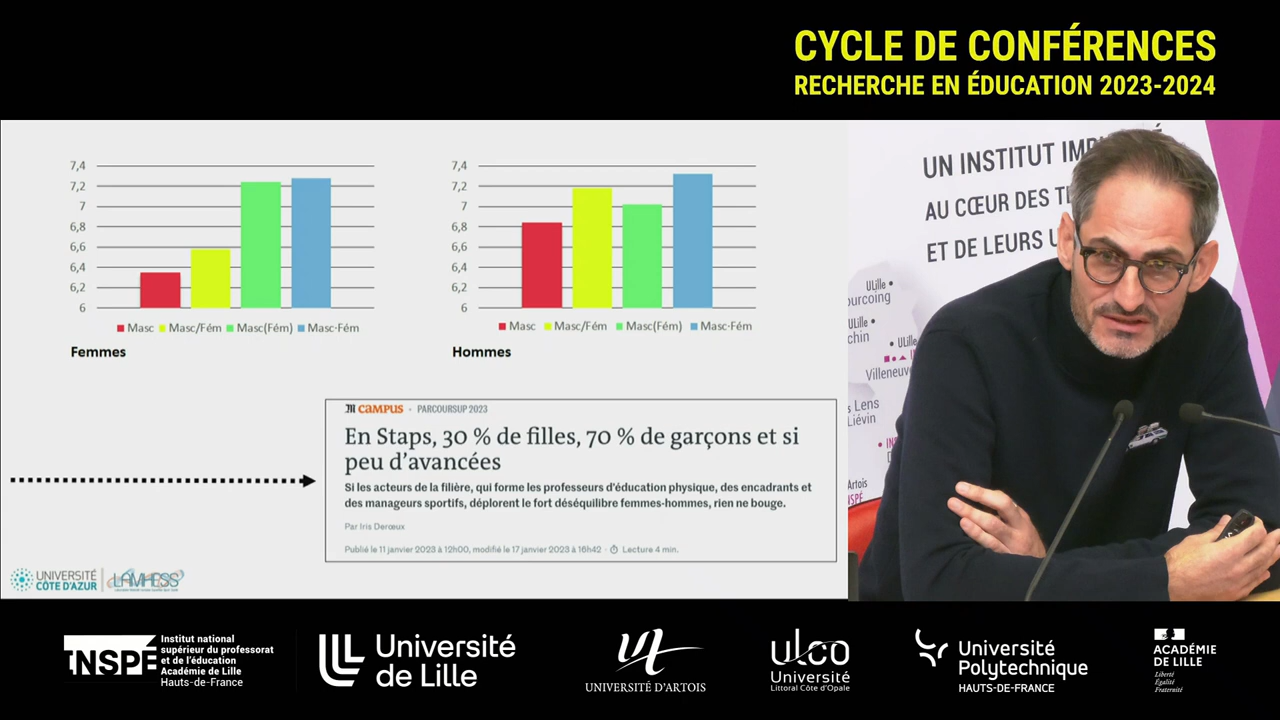 CYCLE DE CONFÉRENCES
RECHERCHE EN ÉDUCATION 2023-2024
7,4
7,2
7
6,8
6,6
6,4
6,2
6
Masc Masc/Fém Masc(Fém) Masc·Fém
Femmes
7,4
7,2
7
6,8
6,6
6,4
6,2
6
Masc Masc/Fém Masc(Fém) Masc·Fém
Hommes
M CAMPUS · PARCOURSUP 2023
En Staps, 30 % de filles, 70 % de garçons et si
peu d’avancées
Si les acteurs de la filière, qui forme les professeurs d'éducation physique, des encadrants et
des manageurs sportifs, déplorent le fort déséquilibre femmes-hommes, rien ne bouge.
Par Iris Derœux
Publié le 11 janvier 2023 à 12h00, modifié le 17 janvier 2023 à 16h42 · Lecture 4 min.
UNIVERSITÉ
CÔTE D'AZUR
LAMHESS
UN INSTITUT
AU CŒUR DES
ET DE LEURS
ULille
ourcoing
ULille
chin
ULille
Villeneuv
Lens
Liévin
Artois
INSPÉ
INSPÉ
Institut national
supérieur du professorat
et de l'éducation
Académie de Lille
Hauts-de-France
Université
de Lille
UNIVERSITÉ D'ARTOIS
ulco
Université
Littoral Côte d'Opale
Université
Polytechnique
HAUTS-DE-FRANCE
ACADÉMIE
DE LILLE
Liberté
Égalité
Fraternité